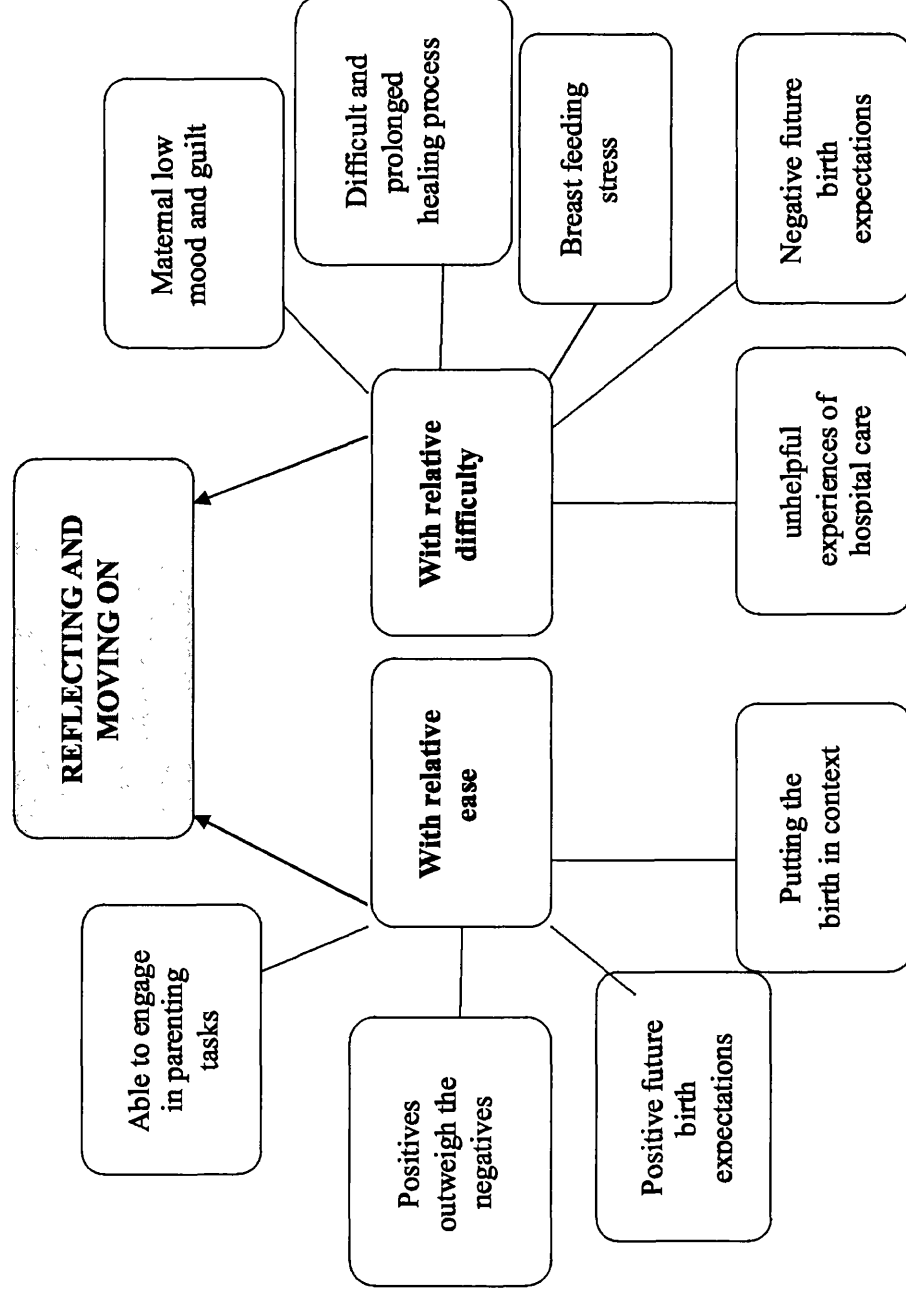 REFLECTING AND
MOVING ON
Able to engage
in parenting
tasks
Maternal low
mood and guilt
Positives
outweigh the
negatives
With relative
ease
With relative
difficulty
Difficult and
prolonged
healing process
Breast feeding
stress
Positive future
birth
expectations
Putting the
birth in context
unhelpful
experiences of
hospital care
Negative future
birth
expectations